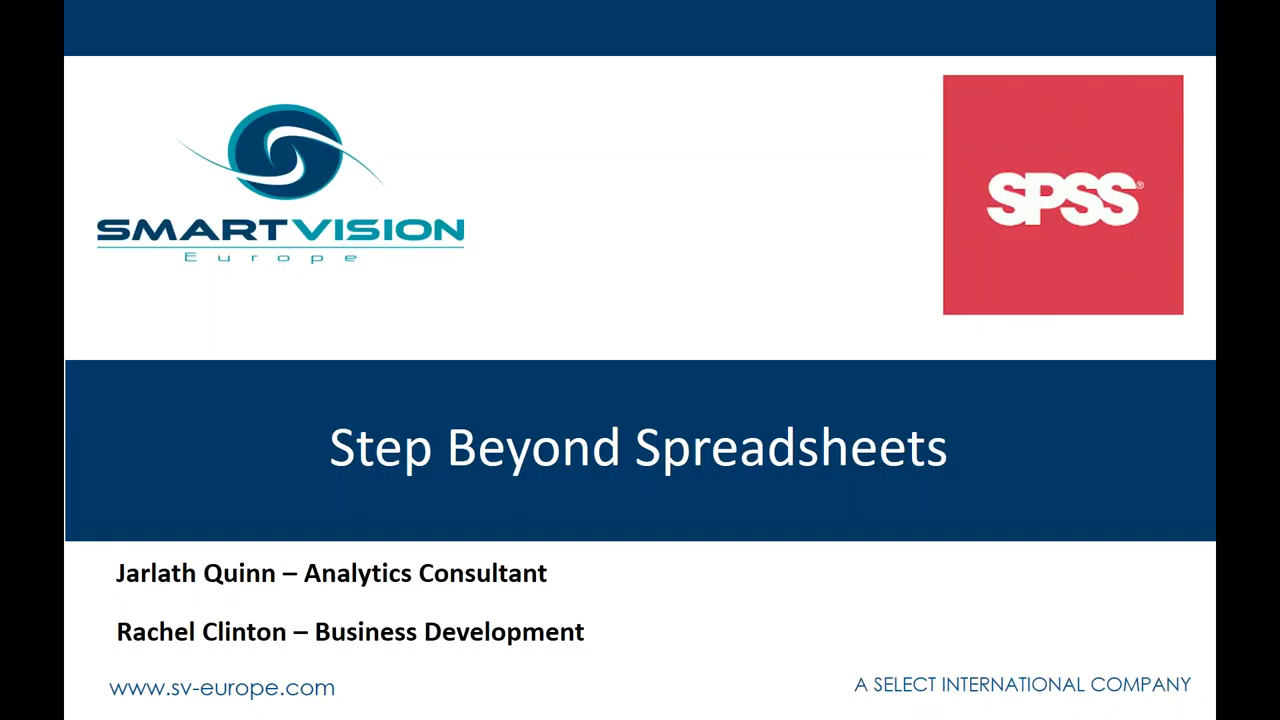 SMARTVISION
Europe
SPSS®
Step Beyond Spreadsheets
Jarlath Quinn – Analytics Consultant
Rachel Clinton – Business Development
www.sv-europe.com
A SELECT INTERNATIONAL COMPANY